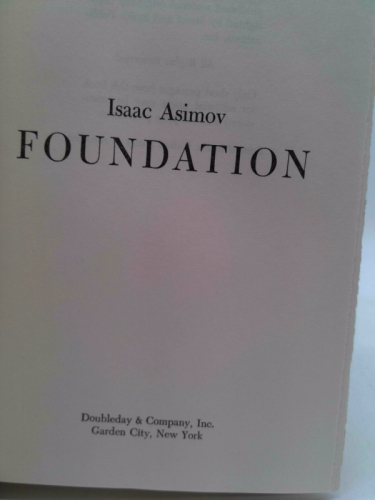 Isaac Asimov
FOUNDATION
Doubleday & Company, Inc.
Garden City, New York